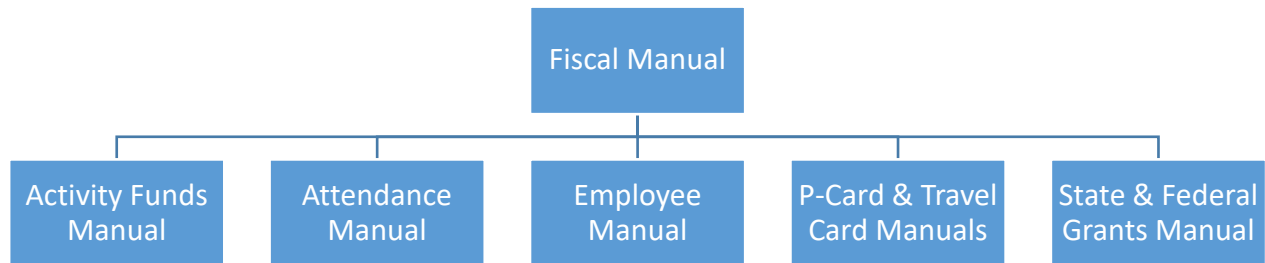 Fiscal Manual
Activity Funds
Manual
Attendance
Manual
Employee
Manual
P-Card & Travel
Card Manuals
State & Federal
Grants Manual